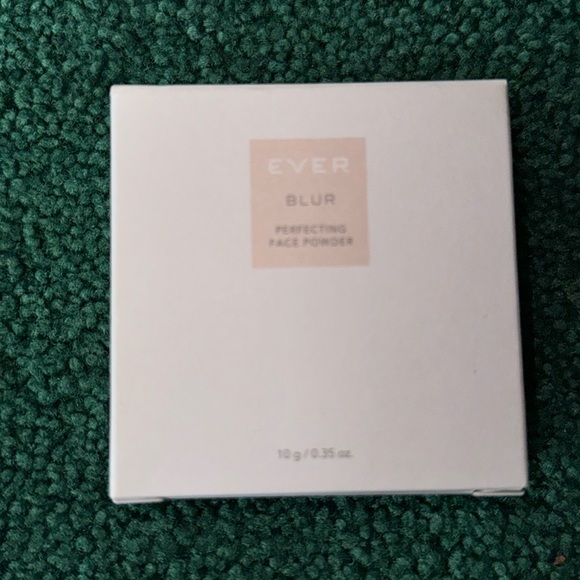 EVER
BLUR
PERFECTING
FACE POWDER
10 g / 0.35 oz.